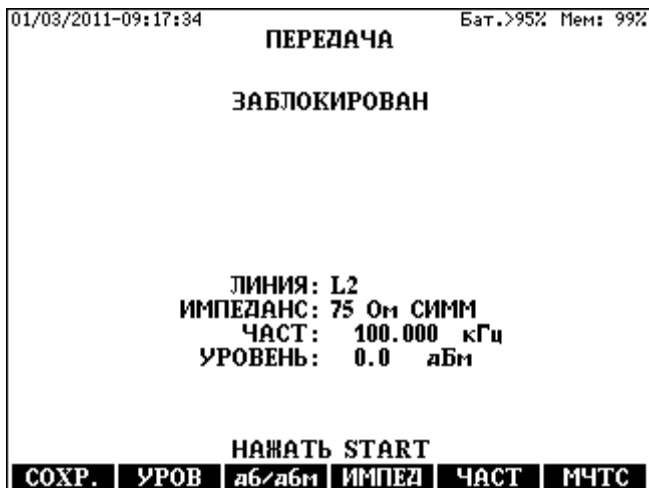 01/03/2011-09:17:34 Бат.>95% Мем: 99%
ПЕРЕДАЧА
ЗАБЛОКИРОВАН
ЛИНИЯ: L2
ИМПЕДАНС: 75 Ом СИММ
ЧАСТ: 100.000 кГц
УРОВЕНЬ: 0.0 дБм
НАЖАТЬ START
СОХР. УРОВ дб/дбм ИМПЕД ЧАСТ МЧТС